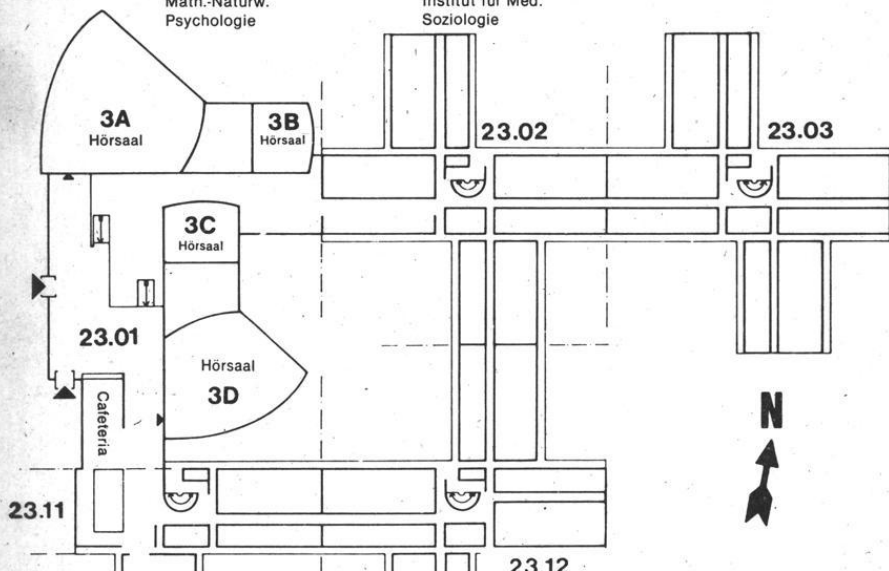 Math.-Naturw.
Psychologie
Institut für Med.
Soziologie
3A
Hörsaal
3B
Hörsaal
23.02
23.03
3C
Hörsaal
23.01
Hörsaal
3D
Cafeteria
N
23.11
23.12